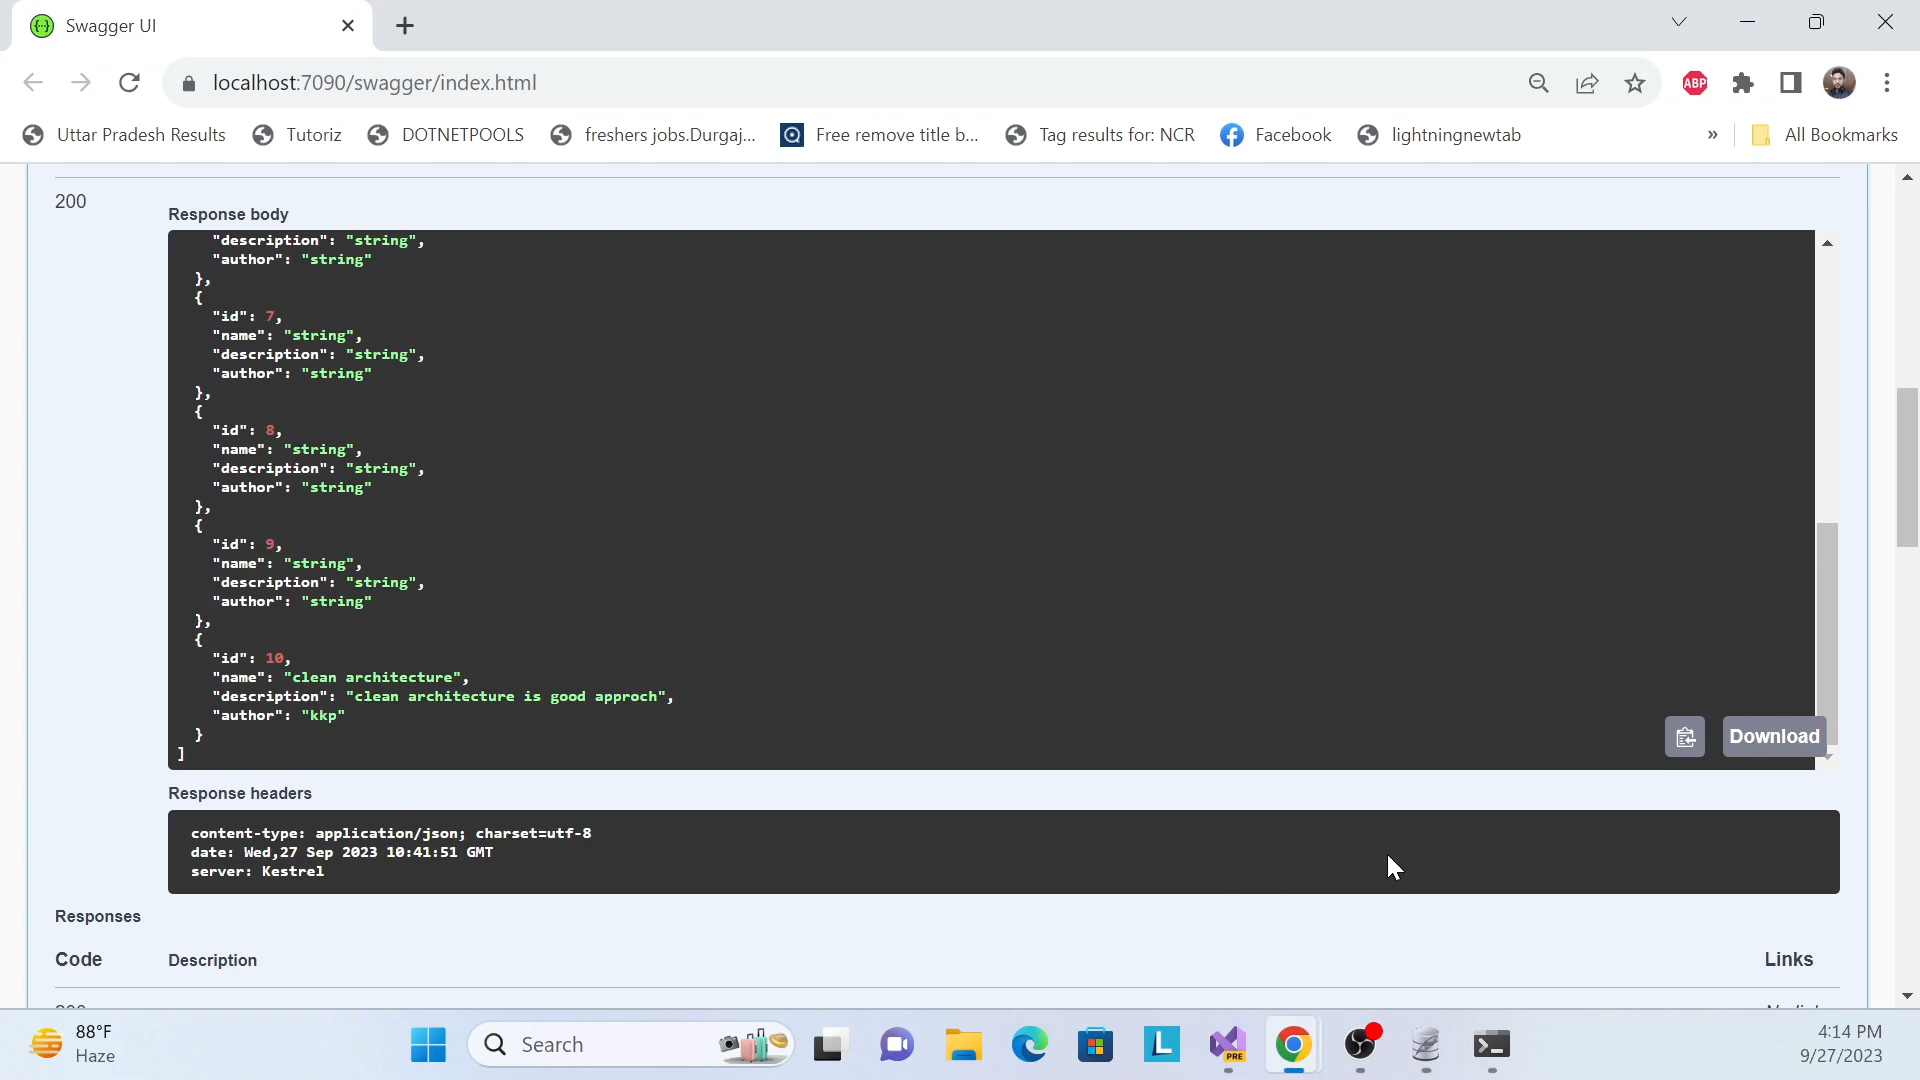 Swagger UI
localhost:7090/swagger/index.html
ABP
Uttar Pradesh Results
Tutoriz
DOTNETPOOLS
freshers jobs.Durgaj...
Free remove title b...
Tag results for: NCR
Facebook
lightningnewtab
»
All Bookmarks
200
Response body
"description": "string",
"author": "string"
},
{
"id": 7,
"name": "string",
"description": "string",
"author": "string"
},
{
"id": 8,
"name": "string",
"description": "string",
"author": "string"
},
{
"id": 9,
"name": "string",
"description": "string",
"author": "string"
},
{
"id": 10,
"name": "clean architecture",
"description": "clean architecture is good approch",
"author": "kkp"
}
]
Download
Response headers
content-type: application/json; charset=utf-8
date: Wed,27 Sep 2023 10:41:51 GMT
server: Kestrel
Responses
Code
Description
Links
88°F
Haze
Search
L
PRE
4:14 PM
9/27/2023